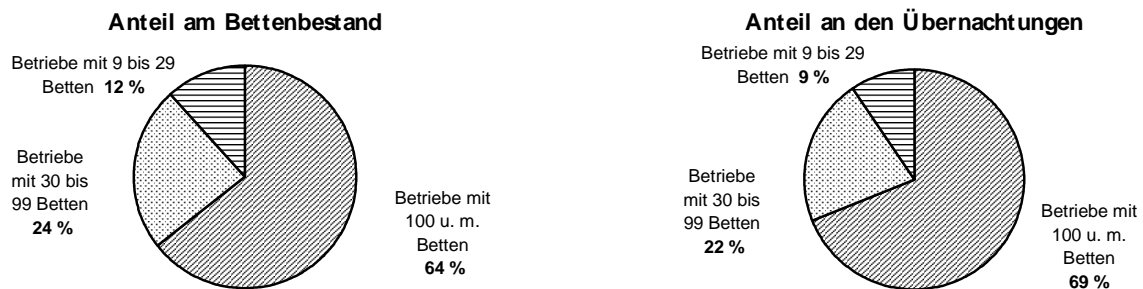 Anteil am Bettenbestand
Betriebe mit 9 bis 29
Betten 12 %
Betriebe
mit 30 bis
99 Betten
24 %
Betriebe mit
100 u. m.
Betten
64 %
Anteil an den Übernachtungen
Betriebe mit 9 bis 29
Betten 9 %
Betriebe
mit 30 bis
99 Betten
22 %
Betriebe mit
100 u. m.
Betten
69 %